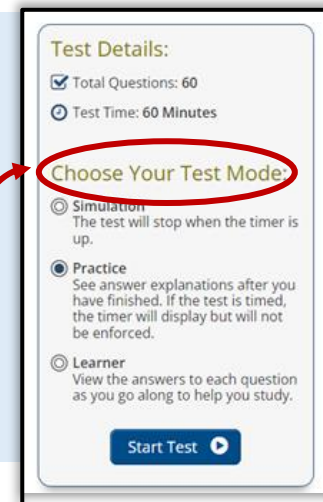 Test Details:
Total Questions: 60
Test Time: 60 Minutes
Choose Your Test Mode:
Simulation
The test will stop when the timer is
up.
Practice
See answer explanations after you
have finished. If the test is timed,
the timer will display but will not
be enforced.
Learner
View the answers to each question
as you go along to help you study.
Start Test